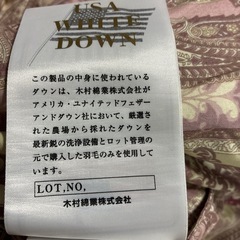 USA
WHITE
DOWN
この製品の中身に使われている
ダウンは、木村綿業株式会社が
アメリカ・ユナイテッドフェザー
アンドダウン社において、厳選さ
れた農場から採れたダウンを
最新鋭の洗浄設備とロット管理の
元で購入した羽毛のみを使用して
います。
LOT,NO,
木村綿業株式会社